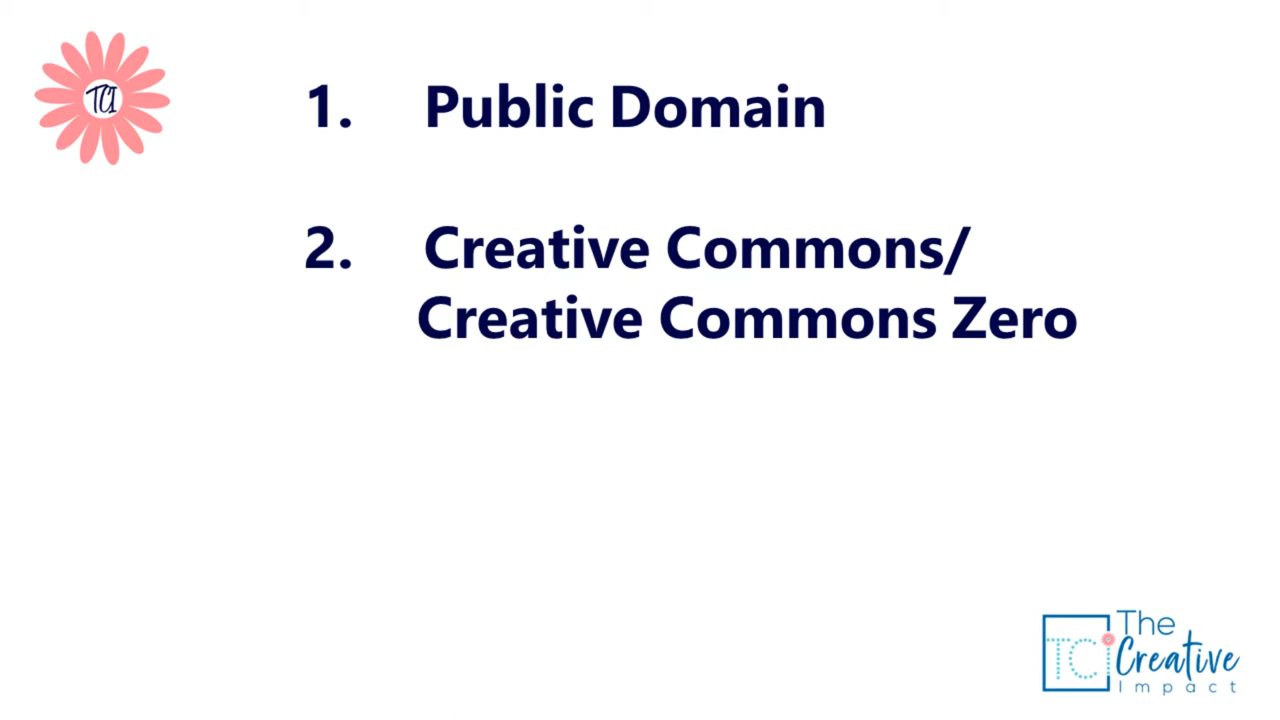 TCI
1. Public Domain
2. Creative Commons/
Creative Commons Zero
TCi
The
Creative
Impact